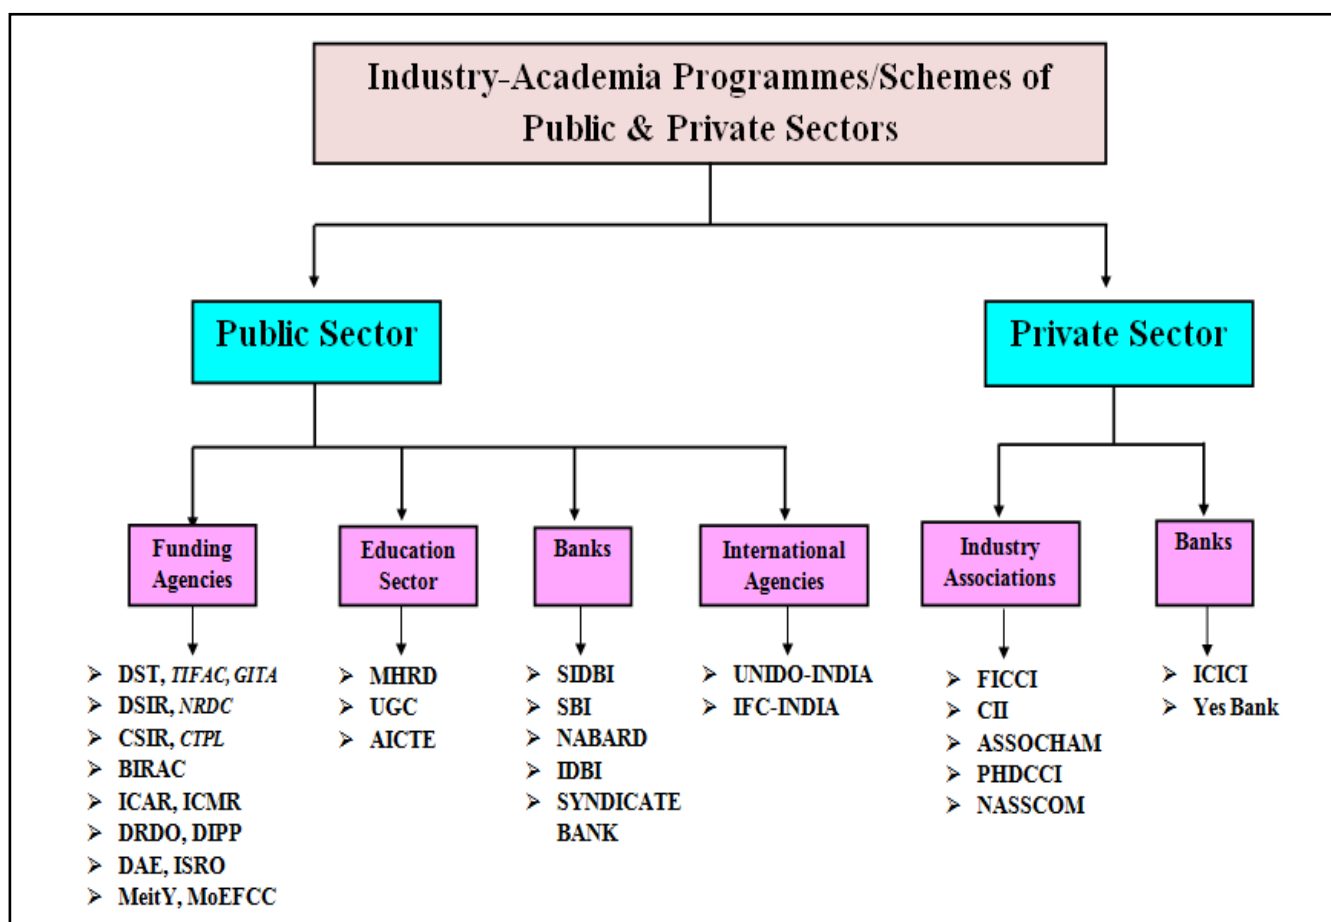 Industry-Academia Programmes/Schemes of
Public & Private Sectors
Public Sector
Private Sector
Funding
Agencies
Education
Sector
Banks
International
Agencies
Industry
Associations
Banks
➢ DST, TIFAC, GITA
➢ DSIR, NRDC
➢ CSIR, CTPL
➢ BIRAC
➢ ICAR, ICMR
➢ DRDO, DIPP
➢ DAE, ISRO
➢ MeitY, MoEFCC
➢ MHRD
➢ UGC
➢ AICTE
➢ SIDBI
➢ SBI
➢ NABARD
➢ IDBI
➢ SYNDICATE
BANK
➢ UNIDO-INDIA
➢ IFC-INDIA
➢ FICCI
➢ CII
➢ ASSOCHAM
➢ PHDCCI
➢ NASSCOM
➢ ICICI
➢ Yes Bank